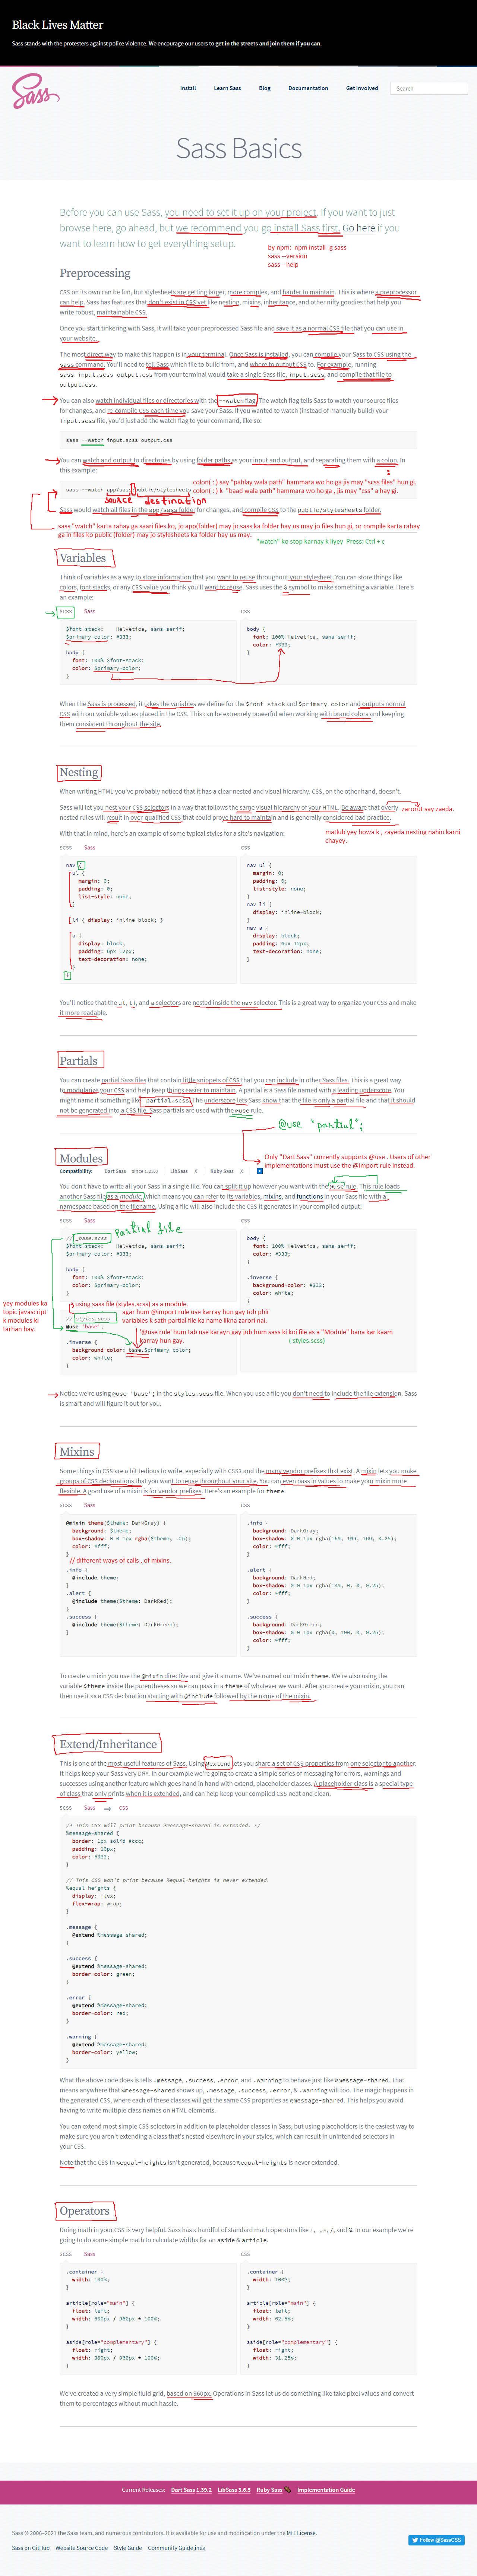 Black Lives Matter
Sass stands with the protesters against police violence. We encourage our users to get in the streets and join them if you can.
Sass
Install Learn Sass Blog Documentation Get Involved Search
Sass Basics
Before you can use Sass, you need to set it up on your project. If you want to just
browse here, go ahead, but we recommend you go install Sass first. Go here if you
want to learn how to get everything setup.
by npm: npm install -g sass
sass --version
sass --help
Preprocessing
CSS on its own can be fun, but stylesheets are getting larger, more complex, and harder to maintain. This is where a preprocessor
can help. Sass has features that don't exist in CSS yet like nesting, mixins, inheritance, and other nifty goodies that help you
write robust, maintainable CSS.
Once you start tinkering with Sass, it will take your preprocessed Sass file and save it as a normal CSS file that you can use in
your website.
The most direct way to make this happen is in your terminal. Once Sass is installed, you can compile your Sass to CSS using the
sass command. You'll need to tell Sass which file to build from, and where to output CSS to. For example, running
sass input.scss output.css from your terminal would take a single Sass file, input.scss, and compile that file to
output.css.
You can also watch individual files or directories with the --watch flag. The watch flag tells Sass to watch your source files
for changes, and re-compile CSS each time you save your Sass. If you wanted to watch (instead of manually build) your
input.scss file, you'd just add the watch flag to your command, like so:
sass --watch input.scss output.css
You can watch and output to directories by using folder paths as your input and output, and separating them with a colon. In
this example:
:
sass --watch app/sass:public/stylesheets
colon( : ) say "pahlay wala path" hammara wo ho ga jis may "scss files" hun gi.
colon( : ) k "baad wala path" hammara wo ho ga , jis may "css" a hay gi.
source destination
Sass would watch all files in the app/sass folder for changes, and compile CSS to the public/stylesheets folder.
sass "watch" karta rahay ga saari files ko, jo app(folder) may jo sass ka folder hay us may jo files hun gi, or compile karta rahay
ga in files ko public (folder) may jo stylesheets ka folder hay us may.
"watch" ko stop karnay k liyey Press: Ctrl + c
Variables
Think of variables as a way to store information that you want to reuse throughout your stylesheet. You can store things like
colors, font stacks, or any CSS value you think you'll want to reuse. Sass uses the $ symbol to make something a variable. Here's
an example:
SCSS Sass CSS
$font-stack: Helvetica, sans-serif;
$primary-color: #333;
body {
font: 100% $font-stack;
color: $primary-color;
}
body {
font: 100% Helvetica, sans-serif;
color: #333;
}
When the Sass is processed, it takes the variables we define for the $font-stack and $primary-color and outputs normal
CSS with our variable values placed in the CSS. This can be extremely powerful when working with brand colors and keeping
them consistent throughout the site.
Nesting
When writing HTML you've probably noticed that it has a clear nested and visual hierarchy. CSS, on the other hand, doesn't.
Sass will let you nest your CSS selectors in a way that follows the same visual hierarchy of your HTML. Be aware that overly
nested rules will result in over-qualified CSS that could prove hard to maintain and is generally considered bad practice.
zarorut say zaeda.
With that in mind, here's an example of some typical styles for a site's navigation:
matlub yey howa k , zayeda nesting nahin karni
chayey.
SCSS Sass CSS
nav {
ul {
margin: 0;
padding: 0;
list-style: none;
}
li { display: inline-block; }
a {
display: block;
padding: 6px 12px;
text-decoration: none;
}
}
nav ul {
margin: 0;
padding: 0;
list-style: none;
}
nav li {
display: inline-block;
}
nav a {
display: block;
padding: 6px 12px;
text-decoration: none;
}
You'll notice that the ul, li, and a selectors are nested inside the nav selector. This is a great way to organize your CSS and make
it more readable.
Partials
You can create partial Sass files that contain little snippets of CSS that you can include in other Sass files. This is a great way
to modularize your CSS and help keep things easier to maintain. A partial is a Sass file named with a leading underscore. You
might name it something like _partial.scss. The underscore lets Sass know that the file is only a partial file and that it should
not be generated into a CSS file. Sass partials are used with the @use rule.
@use "partial";
Modules
Only "Dart Sass" currently supports @use . Users of other
implementations must use the @import rule instead.
Compatibility: Dart Sass since 1.23.0 LibSass ✗ Ruby Sass ✗
You don't have to write all your Sass in a single file. You can split it up however you want with the @use rule. This rule loads
another Sass file as a module, which means you can refer to its variables, mixins, and functions in your Sass file with a
namespace based on the filename. Using a file will also include the CSS it generates in your compiled output!
SCSS Sass CSS
partial file
// _base.scss
$font-stack: Helvetica, sans-serif;
$primary-color: #333;
body {
font: 100% $font-stack;
color: $primary-color;
}
using sass file (styles.scss) as a module.
// styles.scss
@use 'base';
.inverse {
background-color: base.$primary-color;
color: white;
}
body {
font: 100% Helvetica, sans-serif;
color: #333;
}
.inverse {
background-color: #333;
color: white;
}
yey modules ka
topic javascript
k modules ki
tarhan hay.
agar hum @import rule use karray hun gay toh phir
variables k sath partial file ka name likna zarori nai.
'@use rule' hum tab use karayn gay jub hum sass ki koi file as a "Module" bana kar kaam
karray hun gay. ( styles.scss)
Notice we're using @use 'base'; in the styles.scss file. When you use a file you don't need to include the file extension. Sass
is smart and will figure it out for you.
Mixins
Some things in CSS are a bit tedious to write, especially with CSS3 and the many vendor prefixes that exist. A mixin lets you make
groups of CSS declarations that you want to reuse throughout your site. You can even pass in values to make your mixin more
flexible. A good use of a mixin is for vendor prefixes. Here's an example for theme.
SCSS Sass CSS
@mixin theme($theme: DarkGray) {
background: $theme;
box-shadow: 0 0 1px rgba($theme, .25);
color: #fff;
}
// different ways of calls , of mixins.
.info {
@include theme;
}
.alert {
@include theme($theme: DarkRed);
}
.success {
@include theme($theme: DarkGreen);
}
.info {
background: DarkGray;
box-shadow: 0 0 1px rgba(169, 169, 169, 0.25);
color: #fff;
}
.alert {
background: DarkRed;
box-shadow: 0 0 1px rgba(139, 0, 0, 0.25);
color: #fff;
}
.success {
background: DarkGreen;
box-shadow: 0 0 1px rgba(0, 100, 0, 0.25);
color: #fff;
}
To create a mixin you use the @mixin directive and give it a name. We've named our mixin theme. We're also using the
variable $theme inside the parentheses so we can pass in a theme of whatever we want. After you create your mixin, you can
then use it as a CSS declaration starting with @include followed by the name of the mixin.
Extend/Inheritance
This is one of the most useful features of Sass. Using @extend lets you share a set of CSS properties from one selector to another.
It helps keep your Sass very DRY. In our example we're going to create a simple series of messaging for errors, warnings and
successes using another feature which goes hand in hand with extend, placeholder classes. A placeholder class is a special type
of class that only prints when it is extended, and can help keep your compiled CSS neat and clean.
SCSS Sass CSS
/* This CSS will print because %message-shared is extended. */
%message-shared {
border: 1px solid #ccc;
padding: 10px;
color: #333;
}
// This CSS won't print because %equal-heights is never extended.
%equal-heights {
display: flex;
flex-wrap: wrap;
}
.message {
@extend %message-shared;
}
.success {
@extend %message-shared;
border-color: green;
}
.error {
@extend %message-shared;
border-color: red;
}
.warning {
@extend %message-shared;
border-color: yellow;
}
What the above code does is tells .message, .success, .error, and .warning to behave just like %message-shared. That
means anywhere that %message-shared shows up, .message, .success, .error, & .warning will too. The magic happens in
the generated CSS, where each of these classes will get the same CSS properties as %message-shared. This helps you avoid
having to write multiple class names on HTML elements.
You can extend most simple CSS selectors in addition to placeholder classes in Sass, but using placeholders is the easiest way to
make sure you aren't extending a class that's nested elsewhere in your styles, which can result in unintended selectors in
your CSS.
Note that the CSS in %equal-heights isn't generated, because %equal-heights is never extended.
Operators
Doing math in your CSS is very helpful. Sass has a handful of standard math operators like +, -, *, /, and %. In our example we're
going to do some simple math to calculate widths for an aside & article.
SCSS Sass CSS
.container {
width: 100%;
}
article[role="main"] {
float: left;
width: 600px / 960px * 100%;
}
aside[role="complementary"] {
float: right;
width: 300px / 960px * 100%;
}
.container {
width: 100%;
}
article[role="main"] {
float: left;
width: 62.5%;
}
aside[role="complementary"] {
float: right;
width: 31.25%;
}
We've created a very simple fluid grid, based on 960px. Operations in Sass let us do something like take pixel values and convert
them to percentages without much hassle.
Current Releases: Dart Sass 1.39.2 LibSass 3.6.5 Ruby Sass Implementation Guide
Sass © 2006–2021 the Sass team, and numerous contributors. It is available for use and modification under the MIT License.
Sass on GitHub Website Source Code Style Guide Community Guidelines
Follow @SassCSS